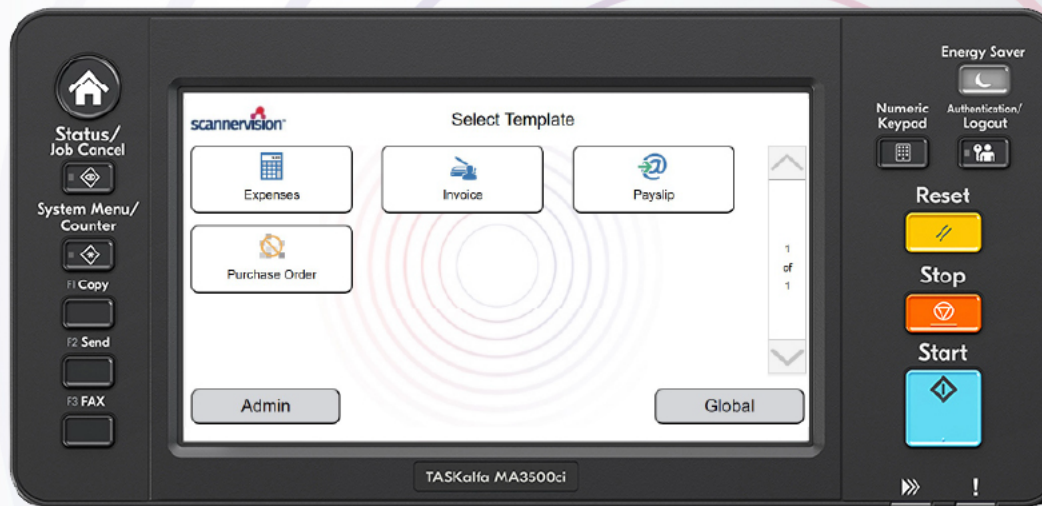 Status/
Job Cancel
System Menu/
Counter
F1 Copy
F2 Send
F3 FAX
scannervision
Select Template
Expenses
Invoice
Payslip
Purchase Order
1
of
1
Admin
Global
TASKalfa MA3500ci
Energy Saver
Numeric
Keypad
Authentication/
Logout
Reset
Stop
Start